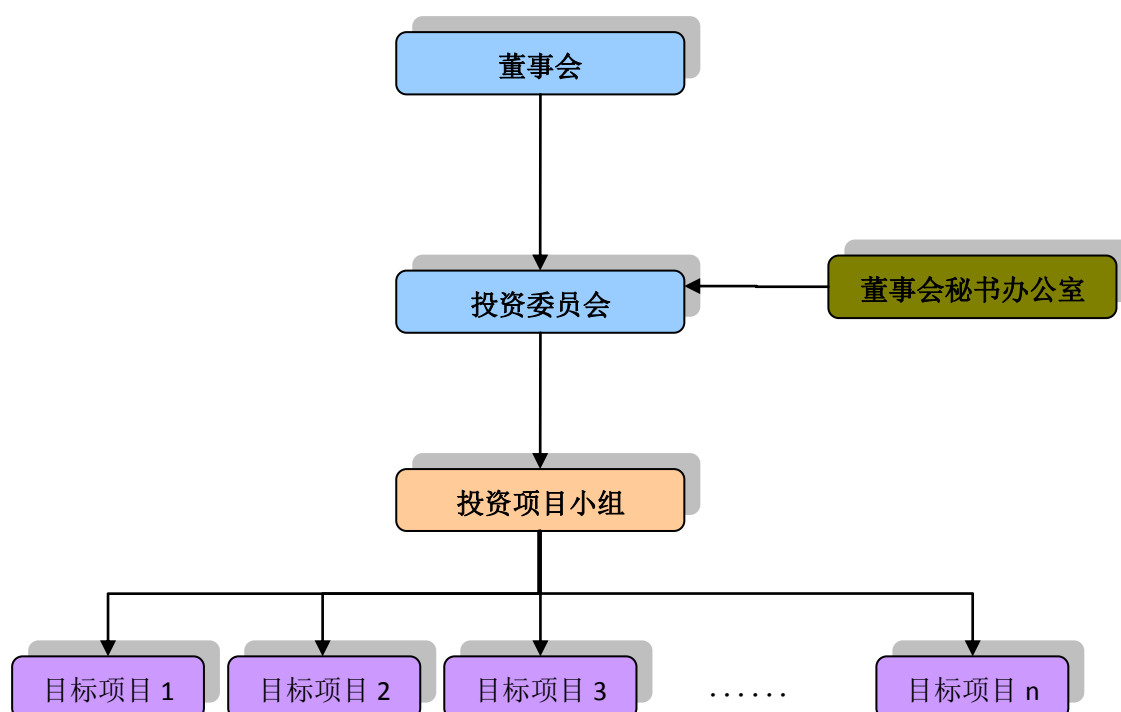 董事会
投资委员会
董事会秘书办公室
投资项目小组
目标项目 1
目标项目 2
目标项目 3
······
目标项目 n